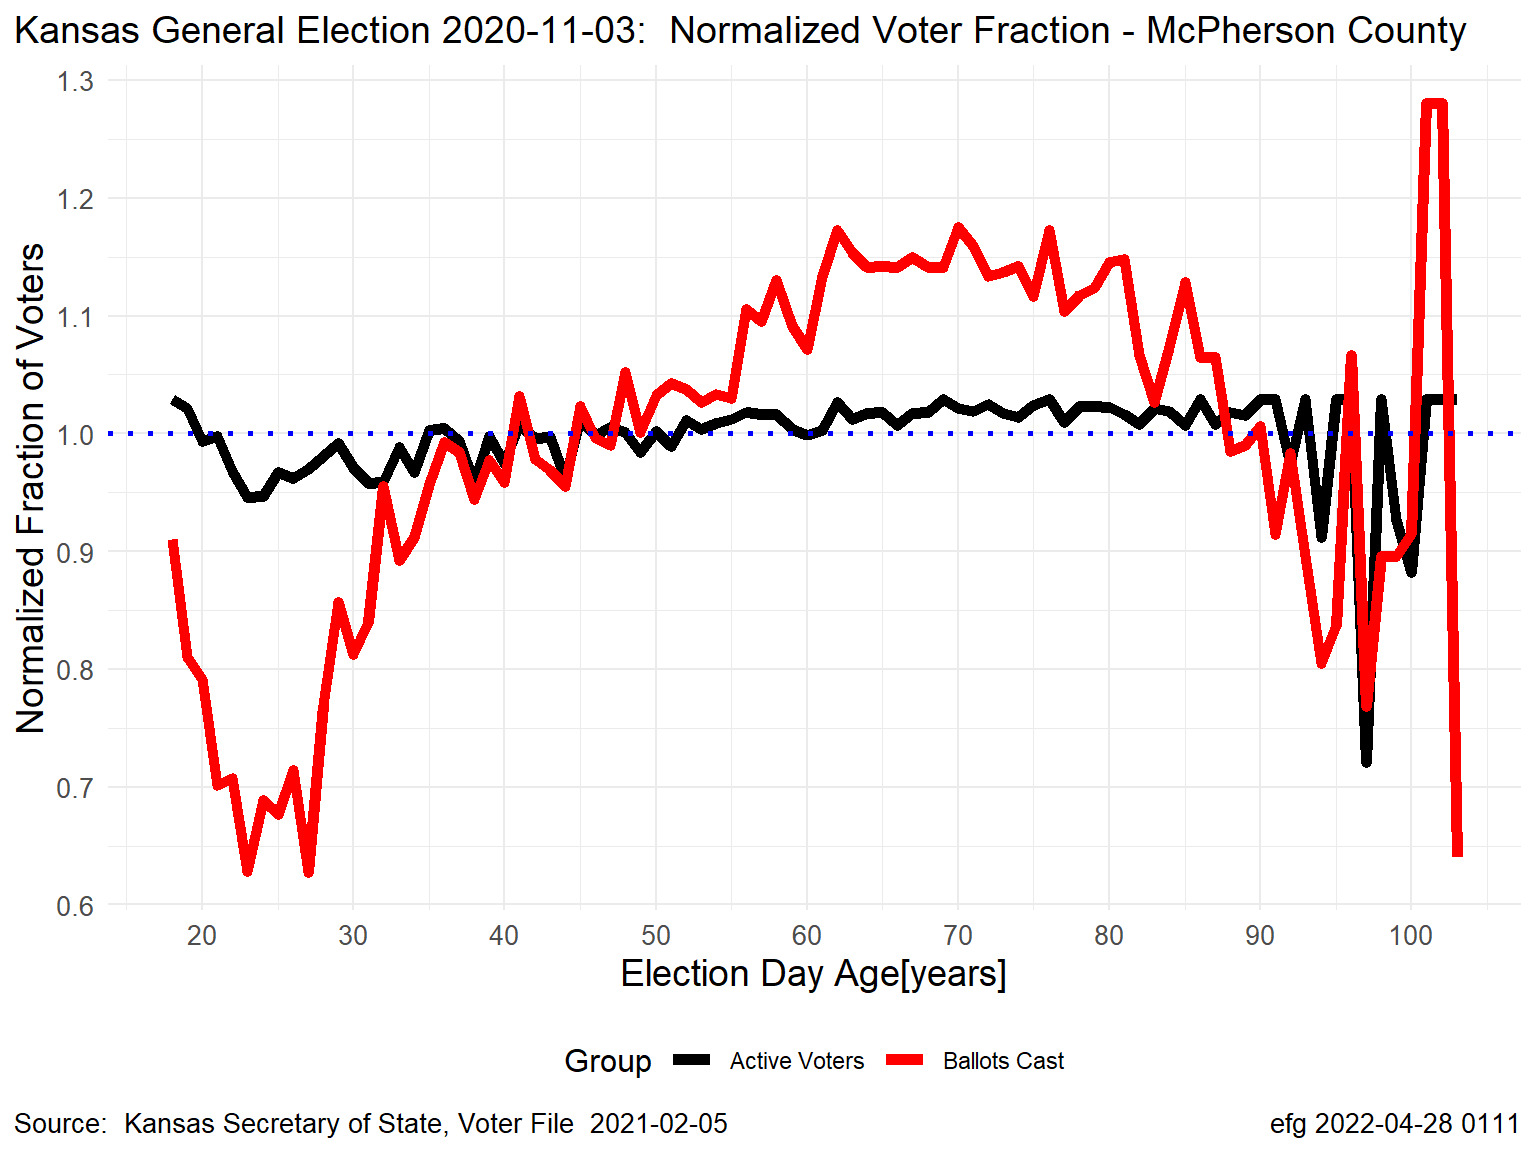 Kansas General Election 2020-11-03:  Normalized Voter Fraction - McPherson County
Normalized Fraction of Voters
1.3
1.2
1.1
1.0
0.9
0.8
0.7
0.6
20 30 40 50 60 70 80 90 100
Election Day Age[years]
Group Active Voters Ballots Cast
Source:  Kansas Secretary of State, Voter File  2021-02-05 efg 2022-04-28 0111